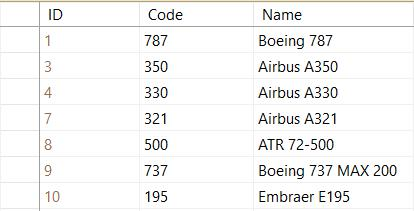 ID Code Name
1 787 Boeing 787
3 350 Airbus A350
4 330 Airbus A330
7 321 Airbus A321
8 500 ATR 72-500
9 737 Boeing 737 MAX 200
10 195 Embraer E195